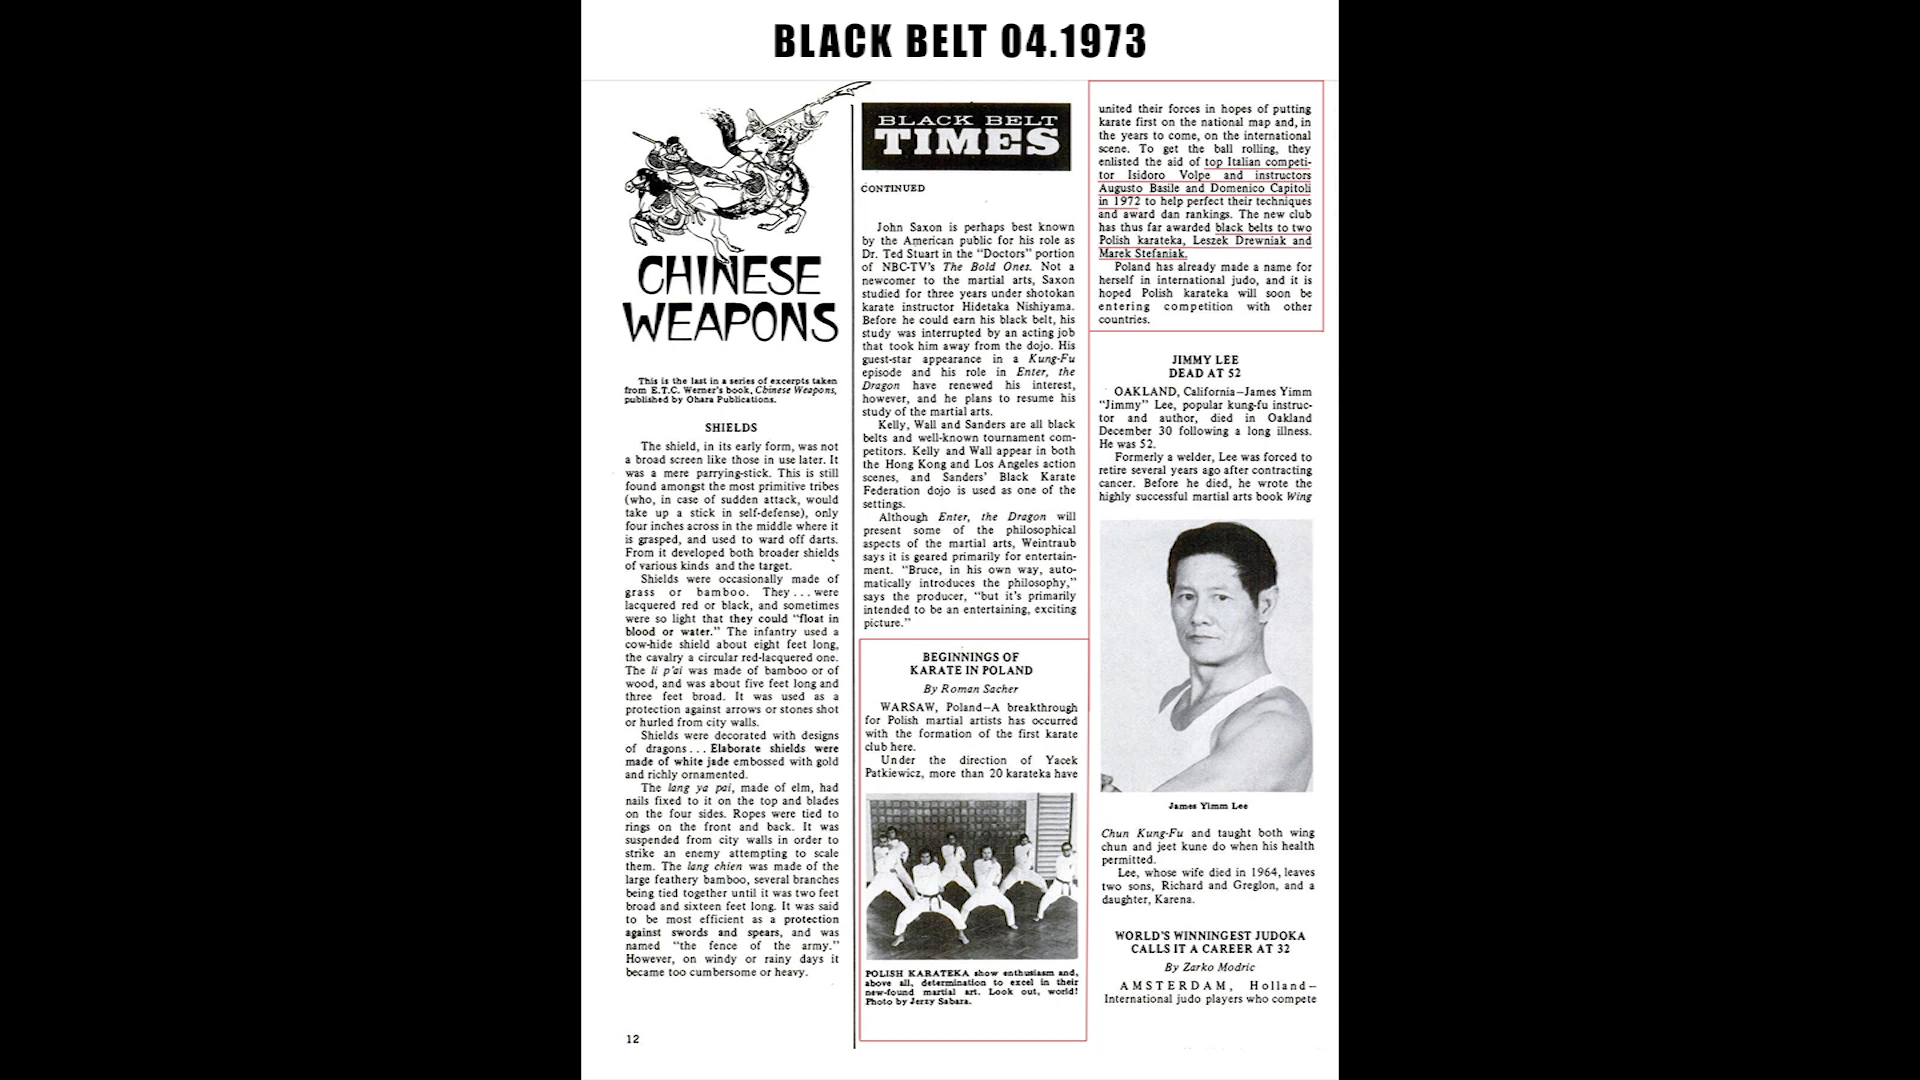 BLACK BELT 04.1973
CHINESE
WEAPONS
This is the last in a series of excerpts taken
from E.T.C. Werner's book, Chinese Weapons,
published by Ohara Publications.
SHIELDS
The shield, in its early form, was not
a broad screen like those in use later. It
was a mere parrying-stick. This is still
found amongst the most primitive tribes
(who, in case of sudden attack, would
take up a stick in self-defense), only
four inches across in the middle where it
is grasped, and used to ward off darts.
From it developed both broader shields
of various kinds and the target.
Shields were occasionally made of
grass or bamboo. They ... were
lacquered red or black, and sometimes
were so light that they could "float in
blood or water." The infantry used a
cow-hide shield about eight feet long,
the cavalry a circular red-lacquered one.
The li p'ai was made of bamboo or of
wood, and was about five feet long and
three feet broad. It was used as a
protection against arrows or stones shot
or hurled from city walls.
Shields were decorated with designs
of dragons ... Elaborate shields were
made of white jade embossed with gold
and richly ornamented.
The lang ya pai, made of elm, had
nails fixed to it on the top and blades
on the four sides. Ropes were tied to
rings on the front and back. It was
suspended from city walls in order to
strike an enemy attempting to scale
them. The lang chien was made of the
large feathery bamboo, several branches
being tied together until it was two feet
broad and sixteen feet long. It was said
to be most efficient as a protection
against swords and spears, and was
named "the fence of the army."
However, on windy or rainy days it
became too cumbersome or heavy.
12
BLACK BELT
TIMES
CONTINUED
John Saxon is perhaps best known
by the American public for his role as
Dr. Ted Stuart in the "Doctors" portion
of NBC-TV's The Bold Ones. Not a
newcomer to the martial arts, Saxon
studied for three years under shotokan
karate instructor Hidetaka Nishiyama.
Before he could earn his black belt, his
study was interrupted by an acting job
that took him away from the dojo. His
guest-star appearance in a Kung-Fu
episode and his role in Enter, the
Dragon have renewed his interest,
however, and he plans to resume his
study of the martial arts.
Kelly, Wall and Sanders are all black
belts and well-known tournament com-
petitors. Kelly and Wall appear in both
the Hong Kong and Los Angeles action
scenes, and Sanders' Black Karate
Federation dojo is used as one of the
settings.
Although Enter, the Dragon will
present some of the philosophical
aspects of the martial arts, Weintraub
says it is geared primarily for entertain-
ment. "Bruce, in his own way, auto-
matically introduces the philosophy,"
says the producer, "but it's primarily
intended to be an entertaining, exciting
picture."
BEGINNINGS OF
KARATE IN POLAND
By Roman Sacher
WARSAW, Poland—A breakthrough
for Polish martial artists has occurred
with the formation of the first karate
club here.
Under the direction of Yacek
Patkiewicz, more than 20 karateka have
POLISH KARATEKA show enthusiasm and,
above all, determination to excel in their
new-found martial art. Look out, world!
Photo by Jerzy Sabara.
united their forces in hopes of putting
karate first on the national map and, in
the years to come, on the international
scene. To get the ball rolling, they
enlisted the aid of top Italian competi-
tor Isidoro Volpe and instructors
Augusto Basile and Domenico Capitoli
in 1972 to help perfect their techniques
and award dan rankings. The new club
has thus far awarded black belts to two
Polish karateka, Leszek Drewniak and
Marek Stefaniak.
Poland has already made a name for
herself in international judo, and it is
hoped Polish karateka will soon be
entering competition with other
countries.
JIMMY LEE
DEAD AT 52
OAKLAND, California—James Yimm
"Jimmy" Lee, popular kung-fu instruc-
tor and author, died in Oakland
December 30 following a long illness.
He was 52.
Formerly a welder, Lee was forced to
retire several years ago after contracting
cancer. Before he died, he wrote the
highly successful martial arts book Wing
James Yimm Lee
Chun Kung-Fu and taught both wing
chun and jeet kune do when his health
permitted.
Lee, whose wife died in 1964, leaves
two sons, Richard and Greglon, and a
daughter, Karena.
WORLD'S WINNINGEST JUDOKA
CALLS IT A CAREER AT 32
By Zarko Modric
AMSTERDAM, Holland—
International judo players who compete